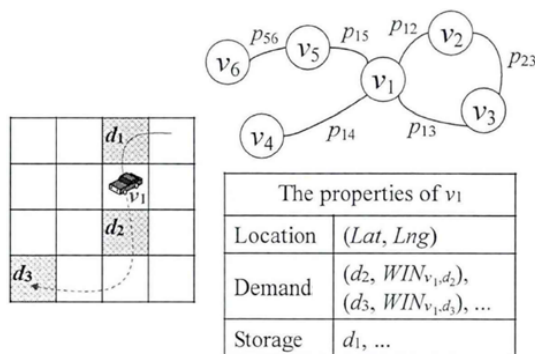 p56
p15
p12
v2
v6
v5
v1
p23
v4
p14
p13
v3
d1
v1
d2
d3
The properties of v1
Location (Lat, Lng)
Demand (d2, WINv1,d2),
(d3, WINv1,d3), ...
Storage d1, ...